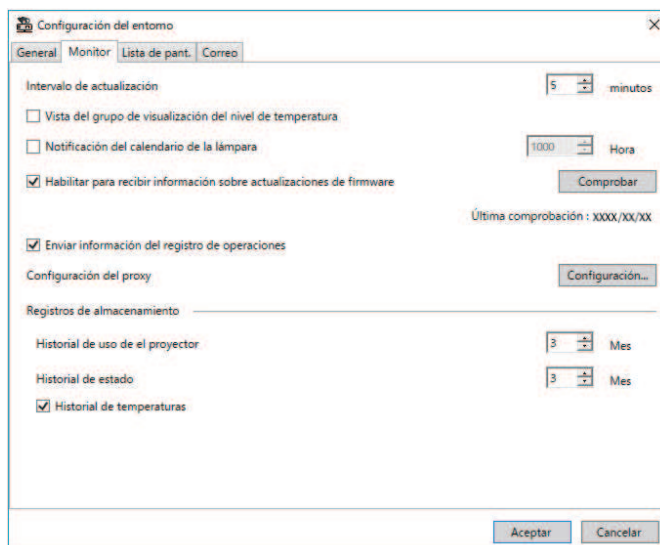 Configuración del entorno
General Monitor Lista de pant. Correo
Intervalo de actualización 5 minutos
Vista del grupo de visualización del nivel de temperatura
Notificación del calendario de la lámpara 1000 Hora
Habilitar para recibir información sobre actualizaciones de firmware Comprobar
Última comprobación : XXXX/XX/XX
Enviar información del registro de operaciones
Configuración del proxy Configuración...
Registros de almacenamiento
Historial de uso de el proyector 3 Mes
Historial de estado 3 Mes
Historial de temperaturas
Aceptar Cancelar